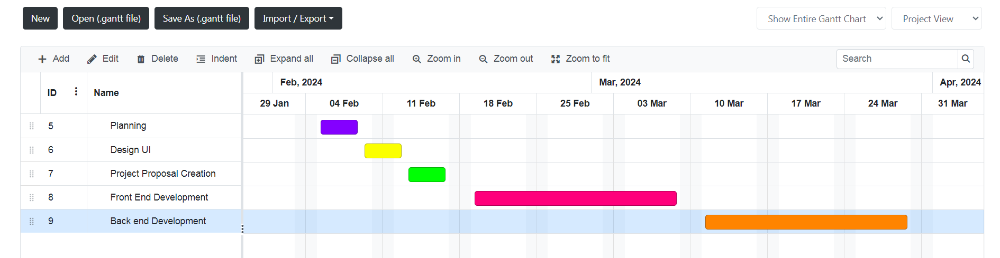 New Open (.gantt file) Save As (.gantt file) Import / Export Show Entire Gantt Chart Project View
Add Edit Delete Indent Expand all Collapse all Zoom in Zoom out Zoom to fit Search
ID Name
Feb, 2024 Mar, 2024 Apr, 2024
29 Jan 04 Feb 11 Feb 18 Feb 25 Feb 03 Mar 10 Mar 17 Mar 24 Mar 31 Mar
5 Planning
6 Design UI
7 Project Proposal Creation
8 Front End Development
9 Back end Development